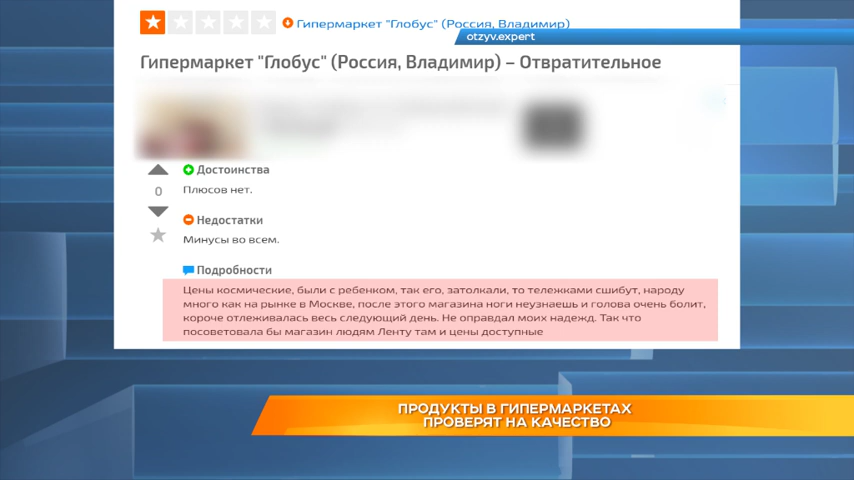 Гипермаркет "Глобус" (Россия, Владимир)
otzyv.expert
Гипермаркет "Глобус" (Россия, Владимир) – Отвратительное
Достоинства
0
Плюсов нет.
Недостатки
Минусы во всем.
Подробности
Цены космические, были с ребенком, так его, затолкали, то тележками сшибут, народу
много как на рынке в Москве, после этого магазина ноги неузнаешь и голова очень болит,
короче отлеживалась весь следующий день. Не оправдал моих надежд. Так что
посоветовала бы магазин людям Ленту там и цены доступные
ПРОДУКТЫ В ГИПЕРМАРКЕТАХ
ПРОВЕРЯТ НА КАЧЕСТВО